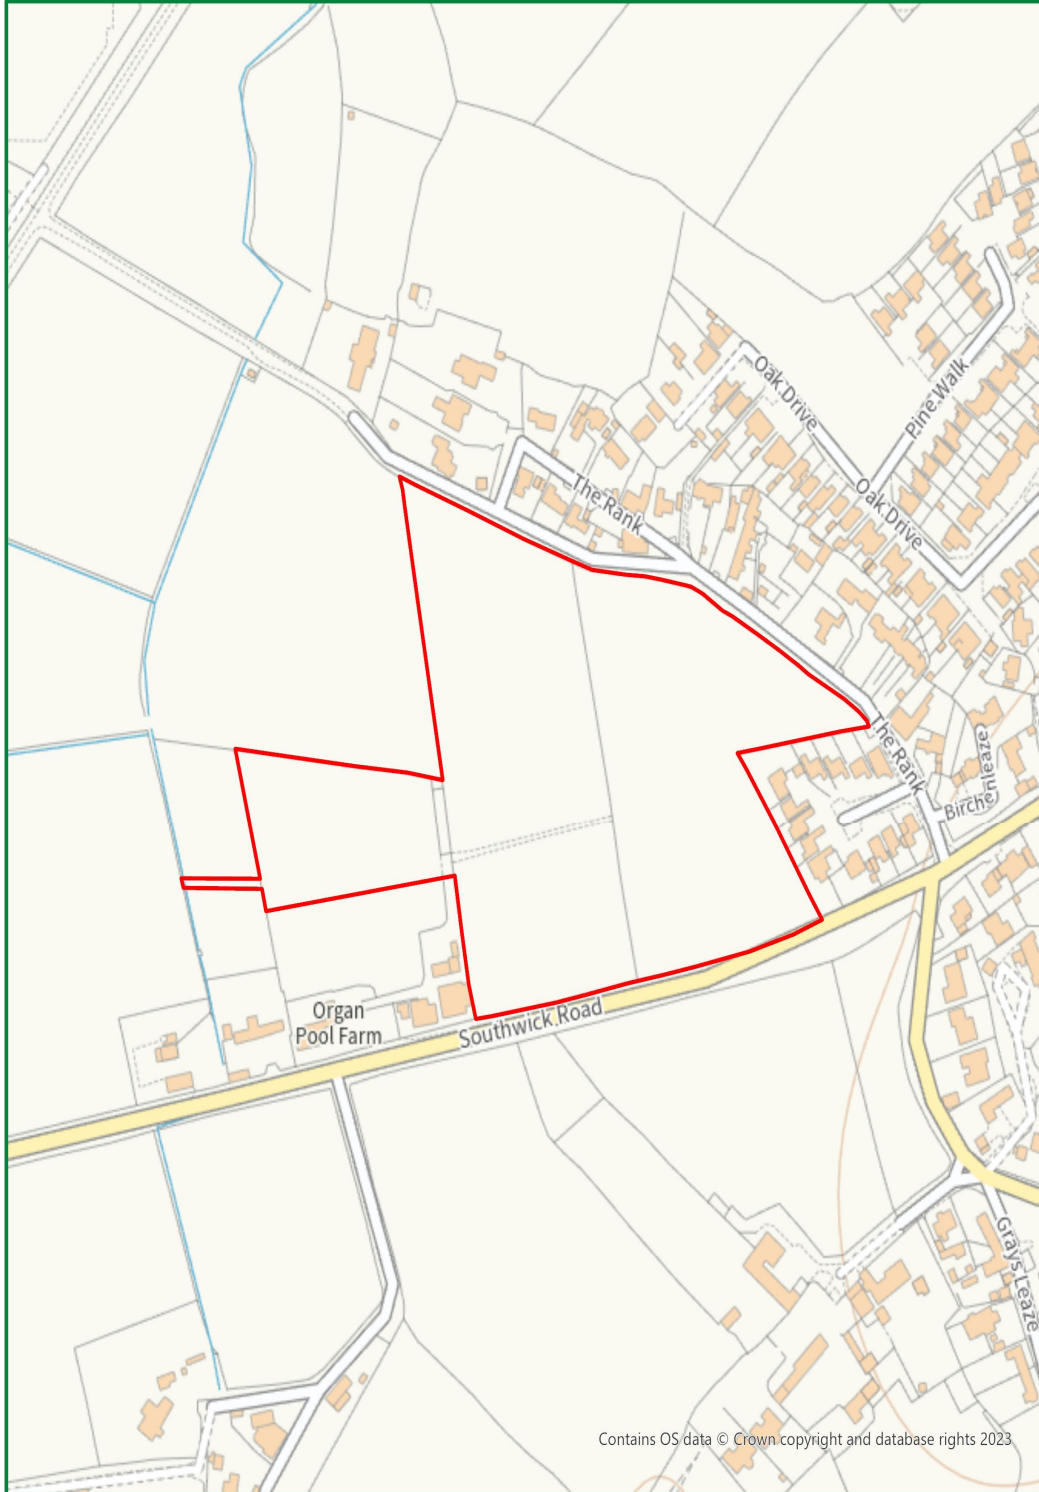 Oak Drive
Pine Walk
The Rank
Oak Drive
The Rank
Birchenleaze
Organ
Pool Farm
Southwick Road
Grays Leaze
Contains OS data © Crown copyright and database rights 2023